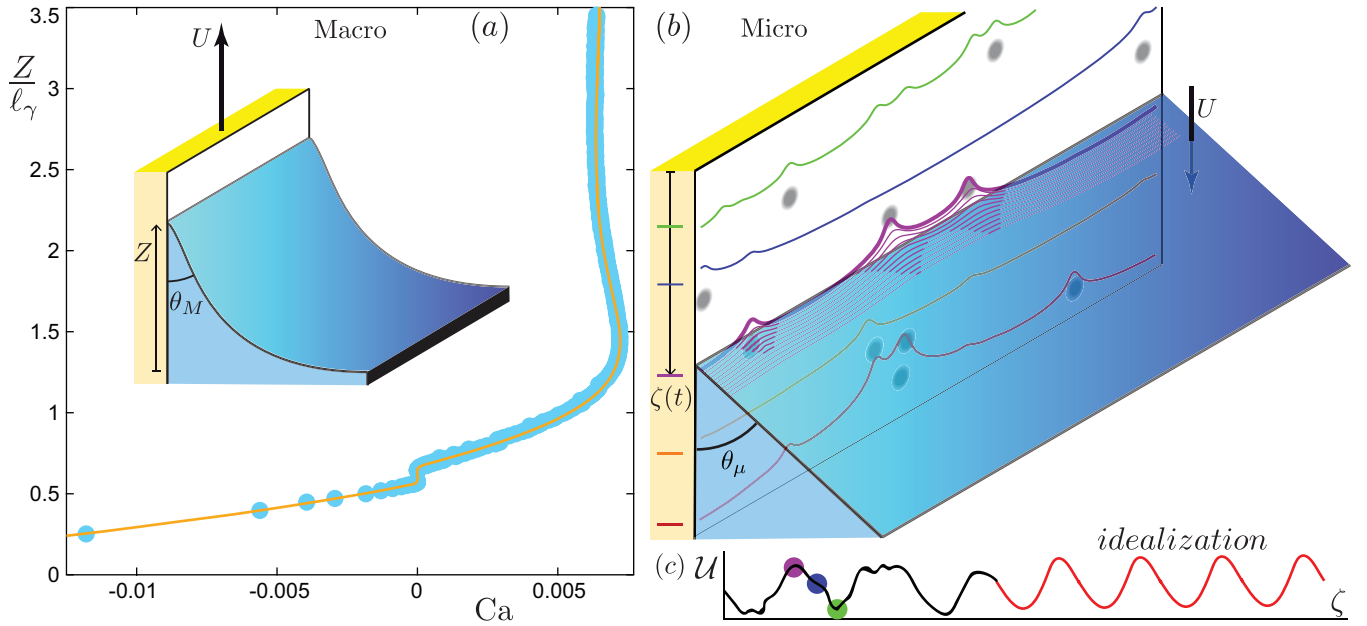 Macro
(a)
U
Z/ℓγ
3.5
3
2.5
2
1.5
1
0.5
0
Z
θM
-0.01
-0.005
0
0.005
Ca
(b)
Micro
U
ζ(t)
θμ
(c)
𝒰
idealization
ζ